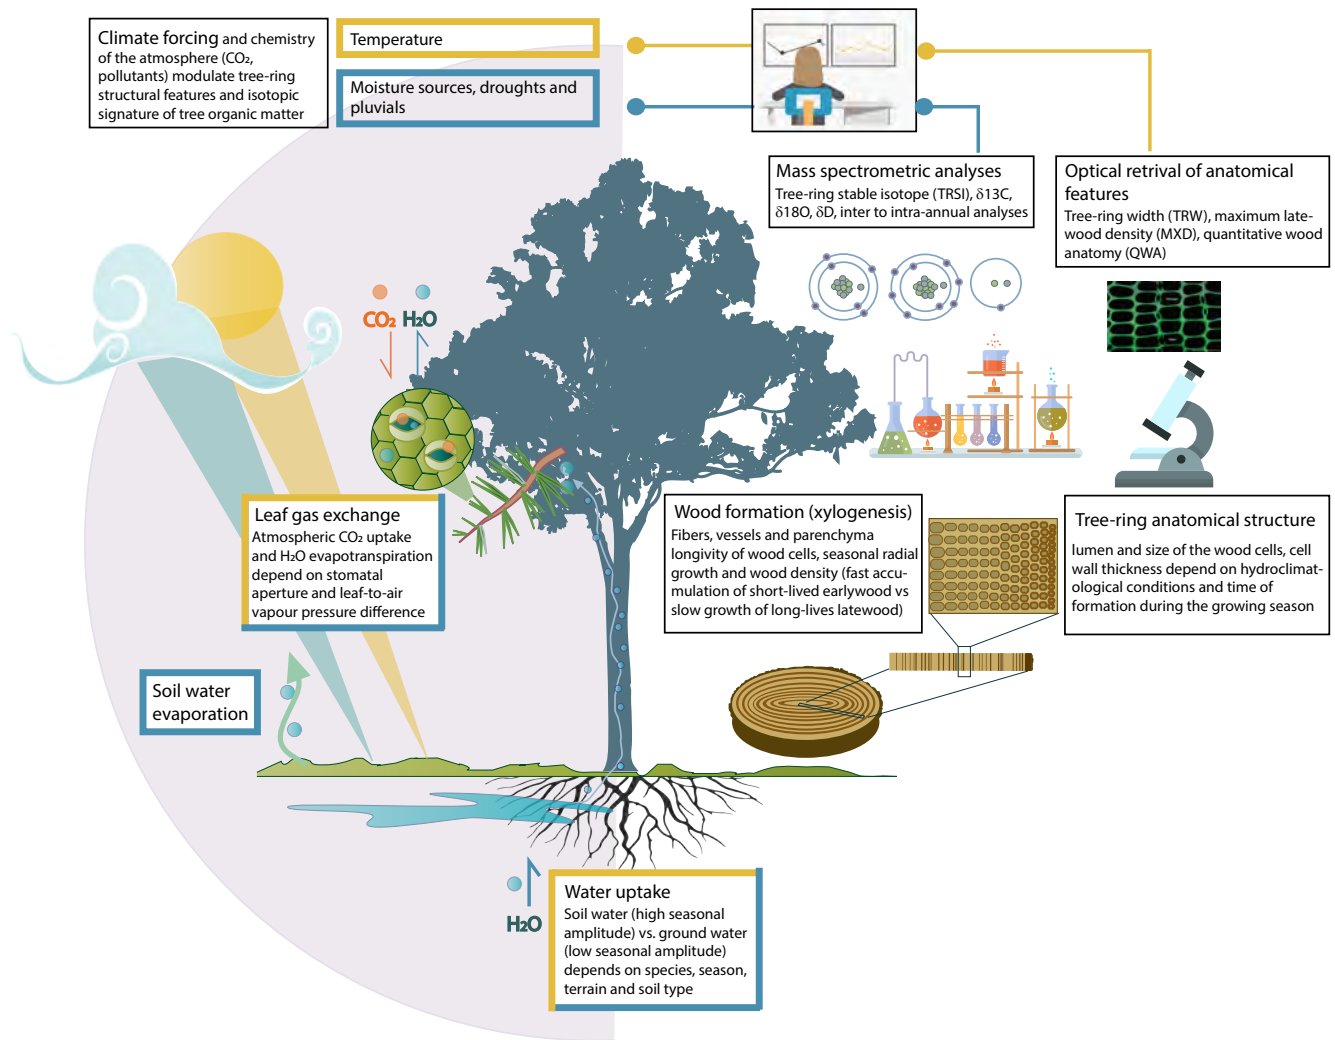 Climate forcing and chemistry
of the atmosphere (CO₂,
pollutants) modulate tree-ring
structural features and isotopic
signature of tree organic matter
Temperature
Moisture sources, droughts and
pluvials
Mass spectrometric analyses
Tree-ring stable isotope (TRSI), δ13C,
δ18O, δD, inter to intra-annual analyses
Optical retrival of anatomical
features
Tree-ring width (TRW), maximum late-
wood density (MXD), quantitative wood
anatomy (QWA)
CO₂ H₂O
Leaf gas exchange
Atmospheric CO₂ uptake
and H₂O evapotranspiration
depend on stomatal
aperture and leaf-to-air
vapour pressure difference
Wood formation (xylogenesis)
Fibers, vessels and parenchyma
longivity of wood cells, seasonal radial
growth and wood density (fast accu-
mulation of short-lived earlywood vs
slow growth of long-lives latewood)
Tree-ring anatomical structure
lumen and size of the wood cells, cell
wall thickness depend on hydroclimat-
ological conditions and time of
formation during the growing season
Soil water
evaporation
H₂O
Water uptake
Soil water (high seasonal
amplitude) vs. ground water
(low seasonal amplitude)
depends on species, season,
terrain and soil type